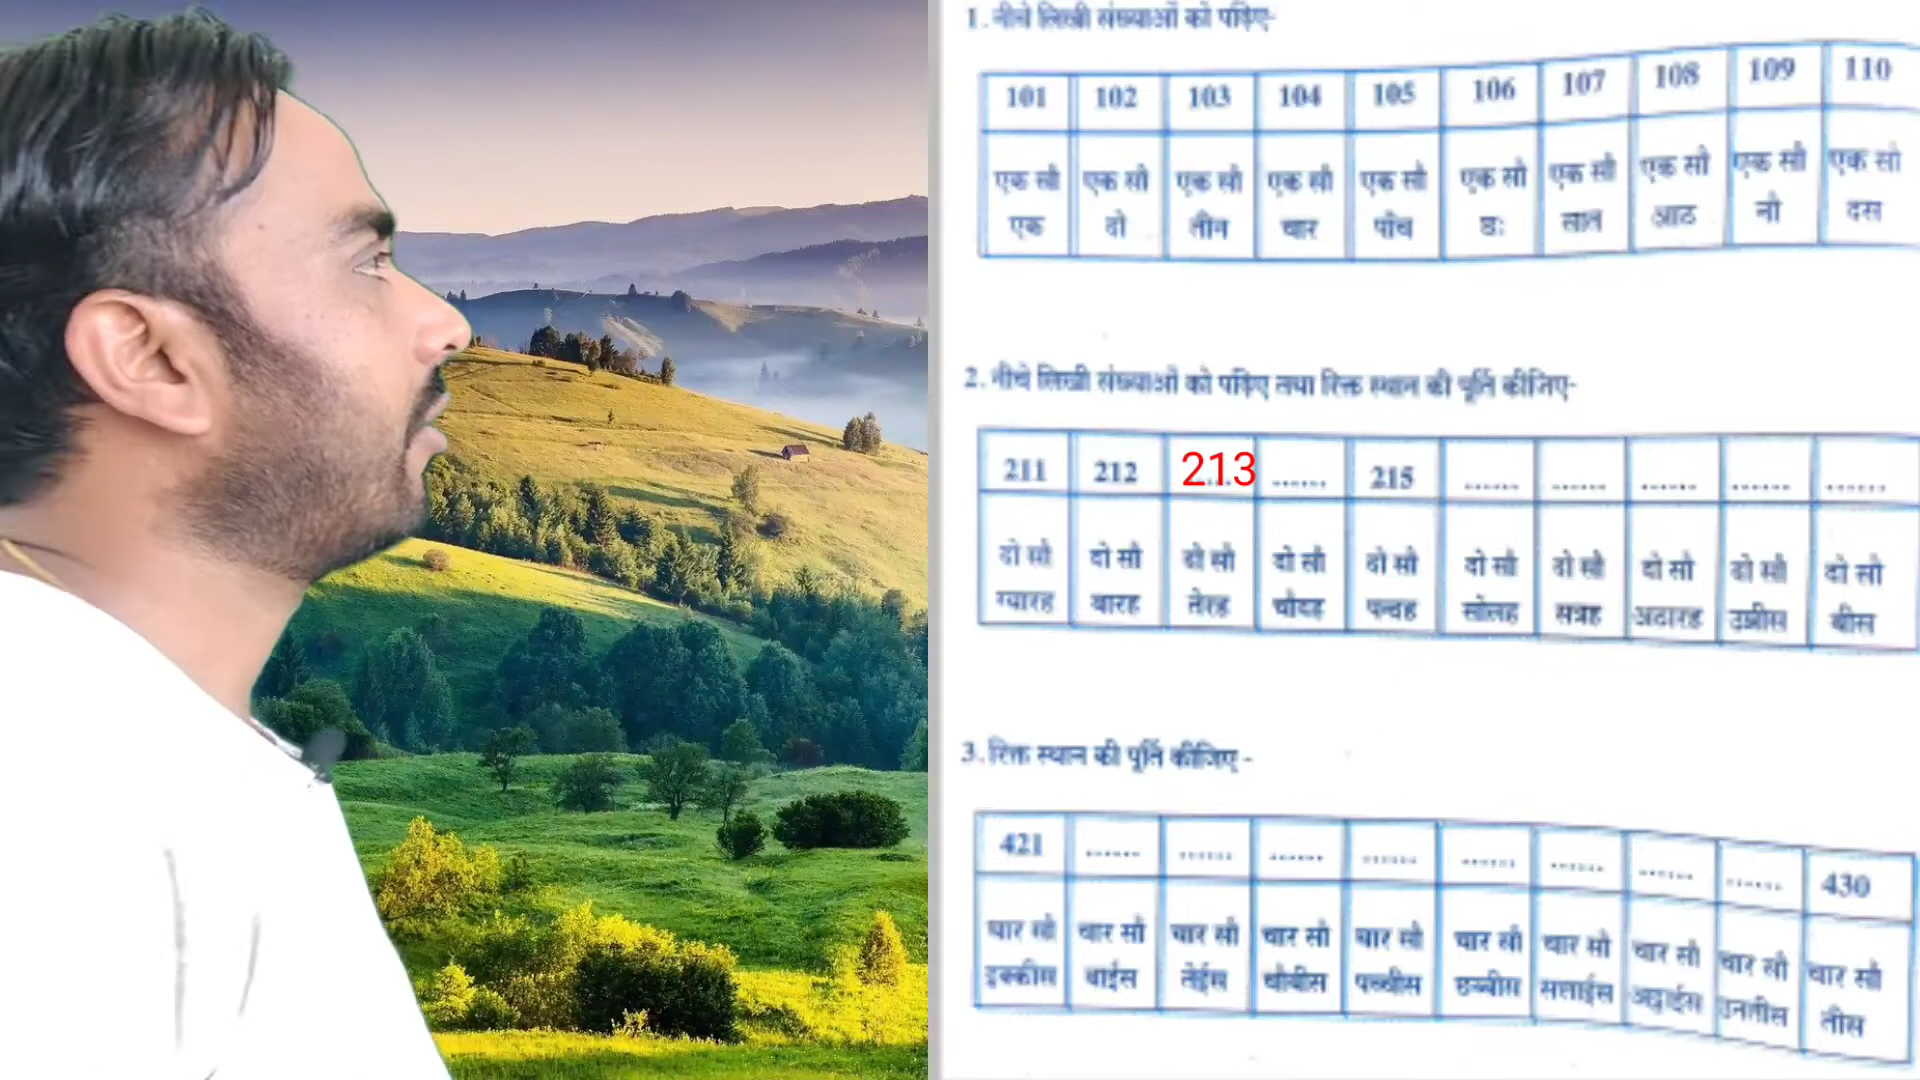 1. नीचे लिखी संख्याओं को पढ़िए-
101 102 103 104 105 106 107 108 109 110
एक सौ एक सौ एक सौ एक सौ एक सौ एक सौ एक सौ एक सौ एक सौ एक सौ
एक दो तीन चार पाँच छः सात आठ नौ दस
2. नीचे लिखी संख्याओं को पढ़िए तथा रिक्त स्थान की पूर्ति कीजिए-
211 212 213 ...... 215 ...... ...... ...... ...... ......
दो सौ दो सौ दो सौ दो सौ दो सौ दो सौ दो सौ दो सौ दो सौ दो सौ
ग्यारह बारह तेरह चौदह पन्द्रह सोलह सत्रह अठारह उन्नीस बीस
3. रिक्त स्थान की पूर्ति कीजिए -
421 ...... ...... ...... ...... ...... ...... ...... ...... 430
चार सौ चार सौ चार सौ चार सौ चार सौ चार सौ चार सौ चार सौ चार सौ चार सौ
इक्कीस बाईस तेईस चौबीस पच्चीस छब्बीस सत्ताईस अट्ठाईस उनतीस तीस